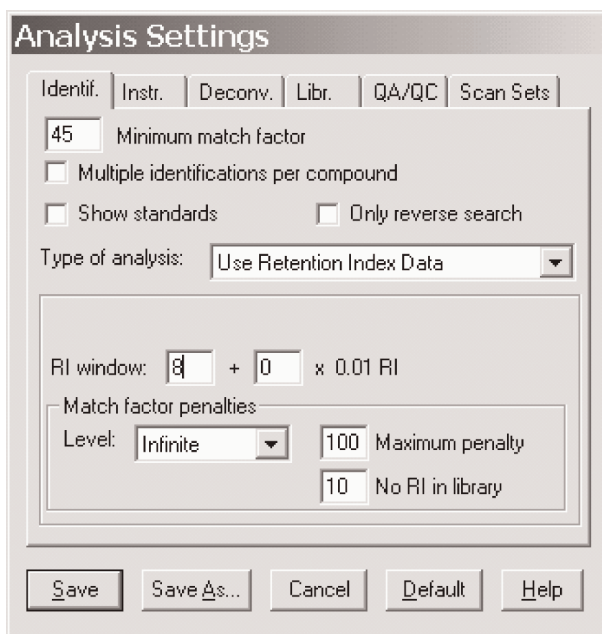 Analysis Settings
Identif. Instr. Deconv. Libr. QA/QC Scan Sets
45 Minimum match factor
Multiple identifications per compound
Show standards Only reverse search
Type of analysis: Use Retention Index Data
RI window: 8 + 0 x 0.01 RI
Match factor penalties
Level: Infinite 100 Maximum penalty
10 No RI in library
Save Save As... Cancel Default Help